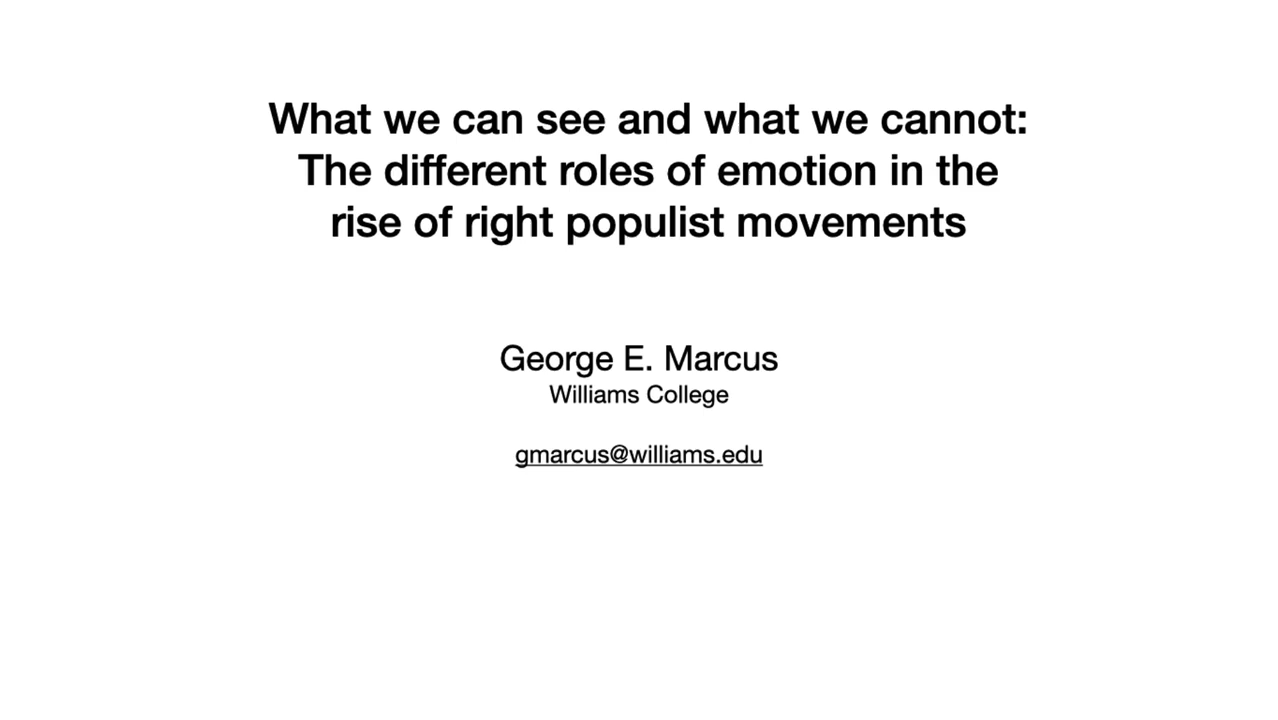 What we can see and what we cannot:
The different roles of emotion in the
rise of right populist movements
George E. Marcus
Williams College
gmarcus@williams.edu